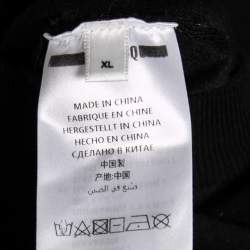 XL
MADE IN CHINA
FABRIQUE EN CHINE
HERGESTELLT IN CHINA
HECHO EN CHINA
СДЕЛАНО В КИТАЕ
中国製
中国产地
صنع في الصين